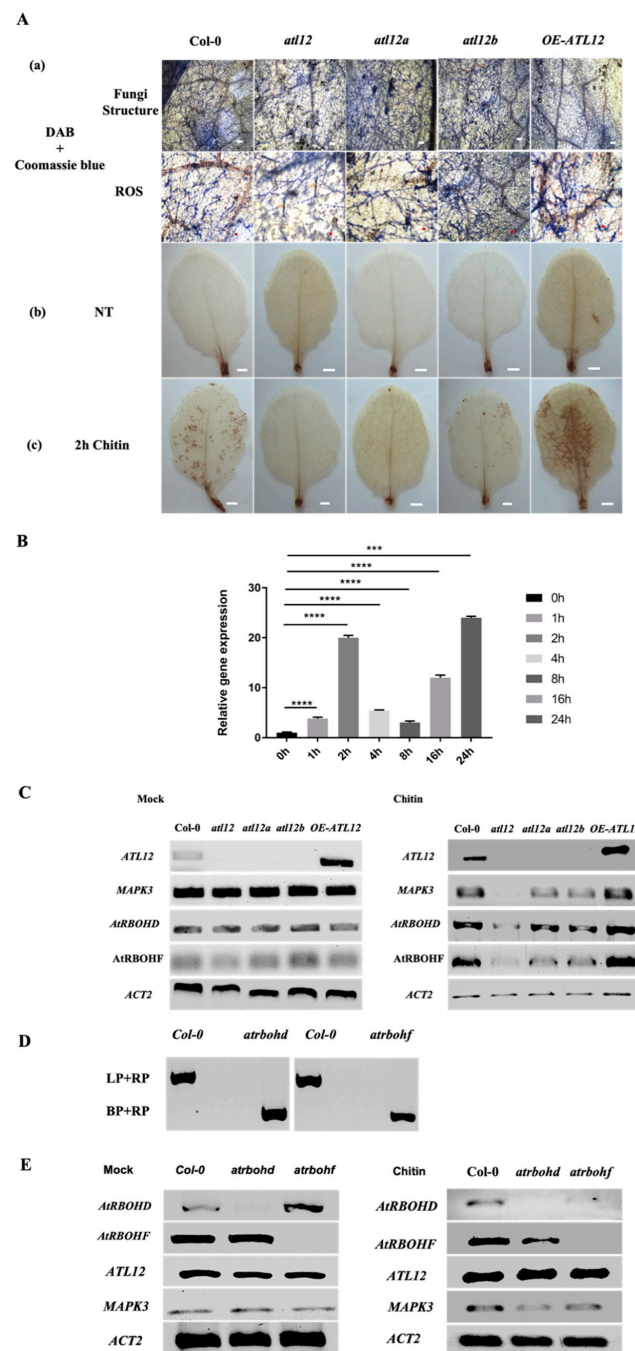 A
Col-0 atl12 atl12a atl12b OE-ATL12
(a)
Fungi
Structure
DAB
+
Coomassie blue
ROS
(b) NT
(c) 2h Chitin
B
***
****
****
****
****
****
Relative gene expression
30
20
10
0
0h 1h 2h 4h 8h 16h 24h
0h
1h
2h
4h
8h
16h
24h
C
Mock Chitin
Col-0 atl12 atl12a atl12b OE-ATL12
ATL12
MAPK3
AtRBOHD
AtRBOHF
ACT2
Col-0 atl12 atl12a atl12b OE-ATL1
ATL12
MAPK3
AtRBOHD
AtRBOHF
ACT2
D
Col-0 atrbohd Col-0 atrbohf
LP+RP
BP+RP
E
Mock Col-0 atrbohd atrbohf
AtRBOHD
AtRBOHF
ATL12
MAPK3
ACT2
Chitin Col-0 atrbohd atrbohf
AtRBOHD
AtRBOHF
ATL12
MAPK3
ACT2